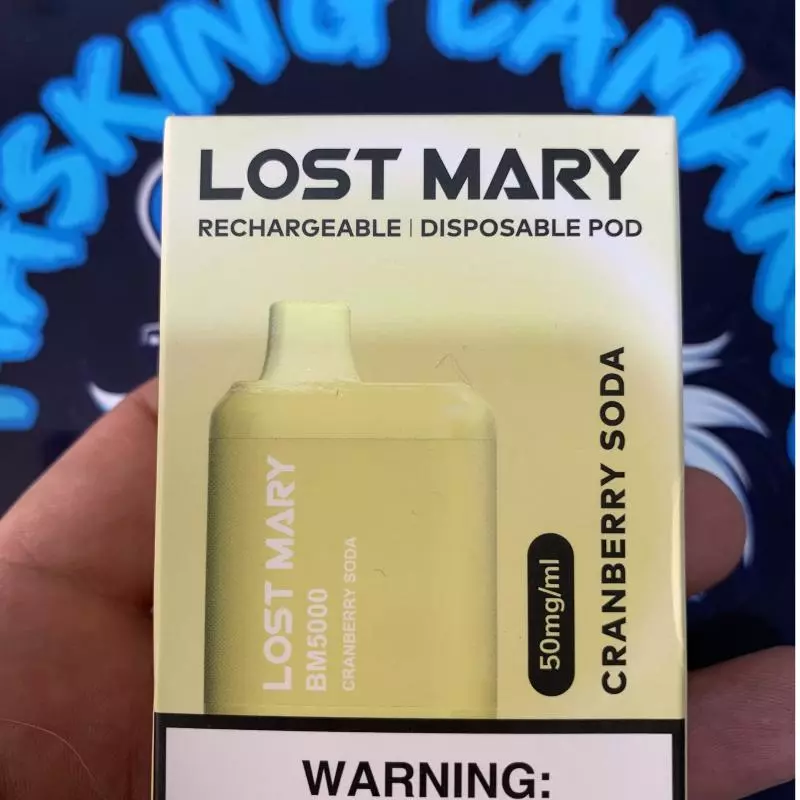 LOST MARY
RECHARGEABLE | DISPOSABLE POD
LOST MARY
BM5000
CRANBERRY SODA
50mg/ml
CRANBERRY SODA
WARNING: